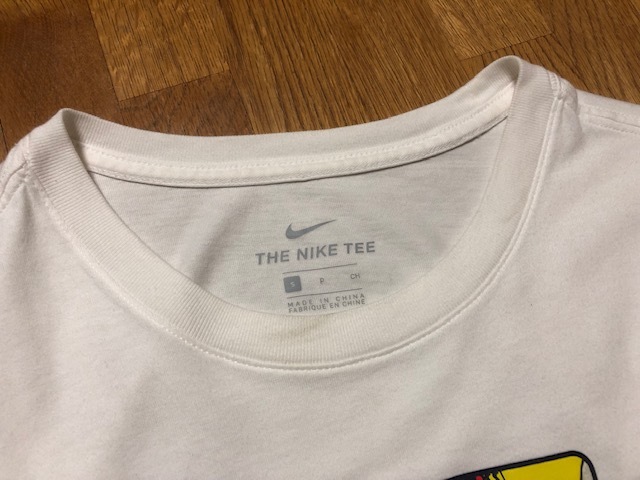 THE NIKE TEE
S P CH
MADE IN CHINA
FABRIQUE EN CHINE